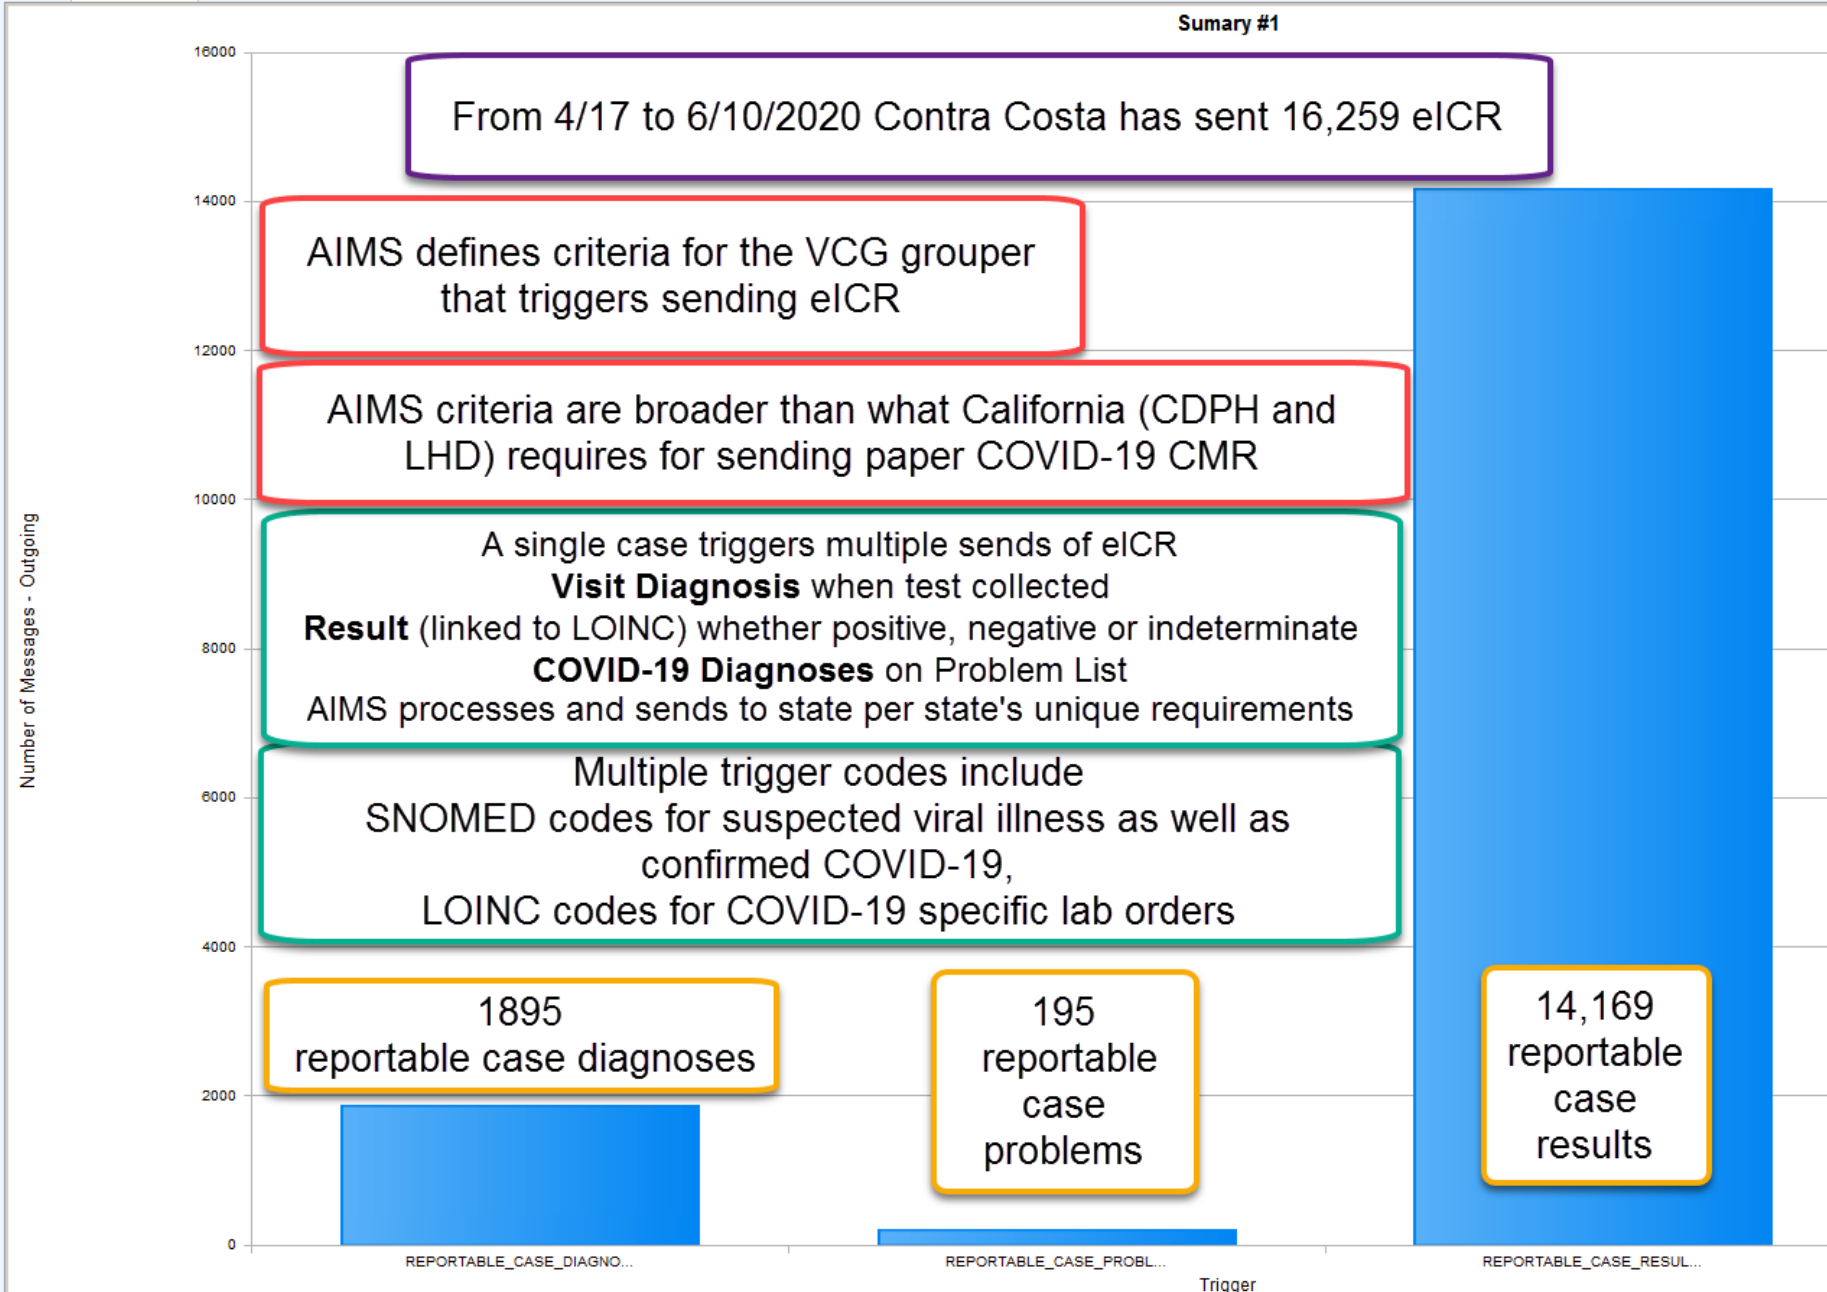 Sumary #1
16000
From 4/17 to 6/10/2020 Contra Costa has sent 16,259 eICR
14000
AIMS defines criteria for the VCG grouper
that triggers sending eICR
12000
AIMS criteria are broader than what California (CDPH and
LHD) requires for sending paper COVID-19 CMR
10000
A single case triggers multiple sends of eICR
Visit Diagnosis when test collected
Result (linked to LOINC) whether positive, negative or indeterminate
8000
COVID-19 Diagnoses on Problem List
AIMS processes and sends to state per state's unique requirements
Number of Messages - Outgoing
Multiple trigger codes include
6000
SNOMED codes for suspected viral illness as well as
confirmed COVID-19,
LOINC codes for COVID-19 specific lab orders
4000
1895
reportable case diagnoses
195
reportable
case
problems
14,169
reportable
case
results
2000
0
REPORTABLE_CASE_DIAGNO...
REPORTABLE_CASE_PROBL...
REPORTABLE_CASE_RESUL...
Trigger